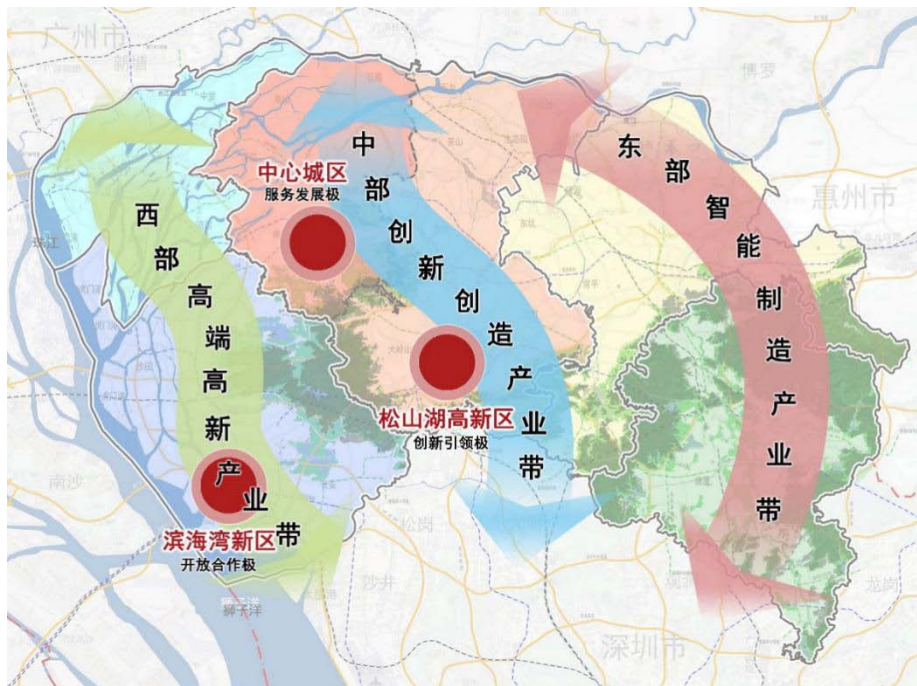 广州市
新塘
博罗
惠州市
中部创新创造产业带
东部智能制造产业带
西部高端高新产业带
中心城区
服务发展极
松山湖高新区
创新引领极
滨海湾新区
开放合作极
珠江
南沙
狮子洋
松岗
沙井
深圳市
龙岗